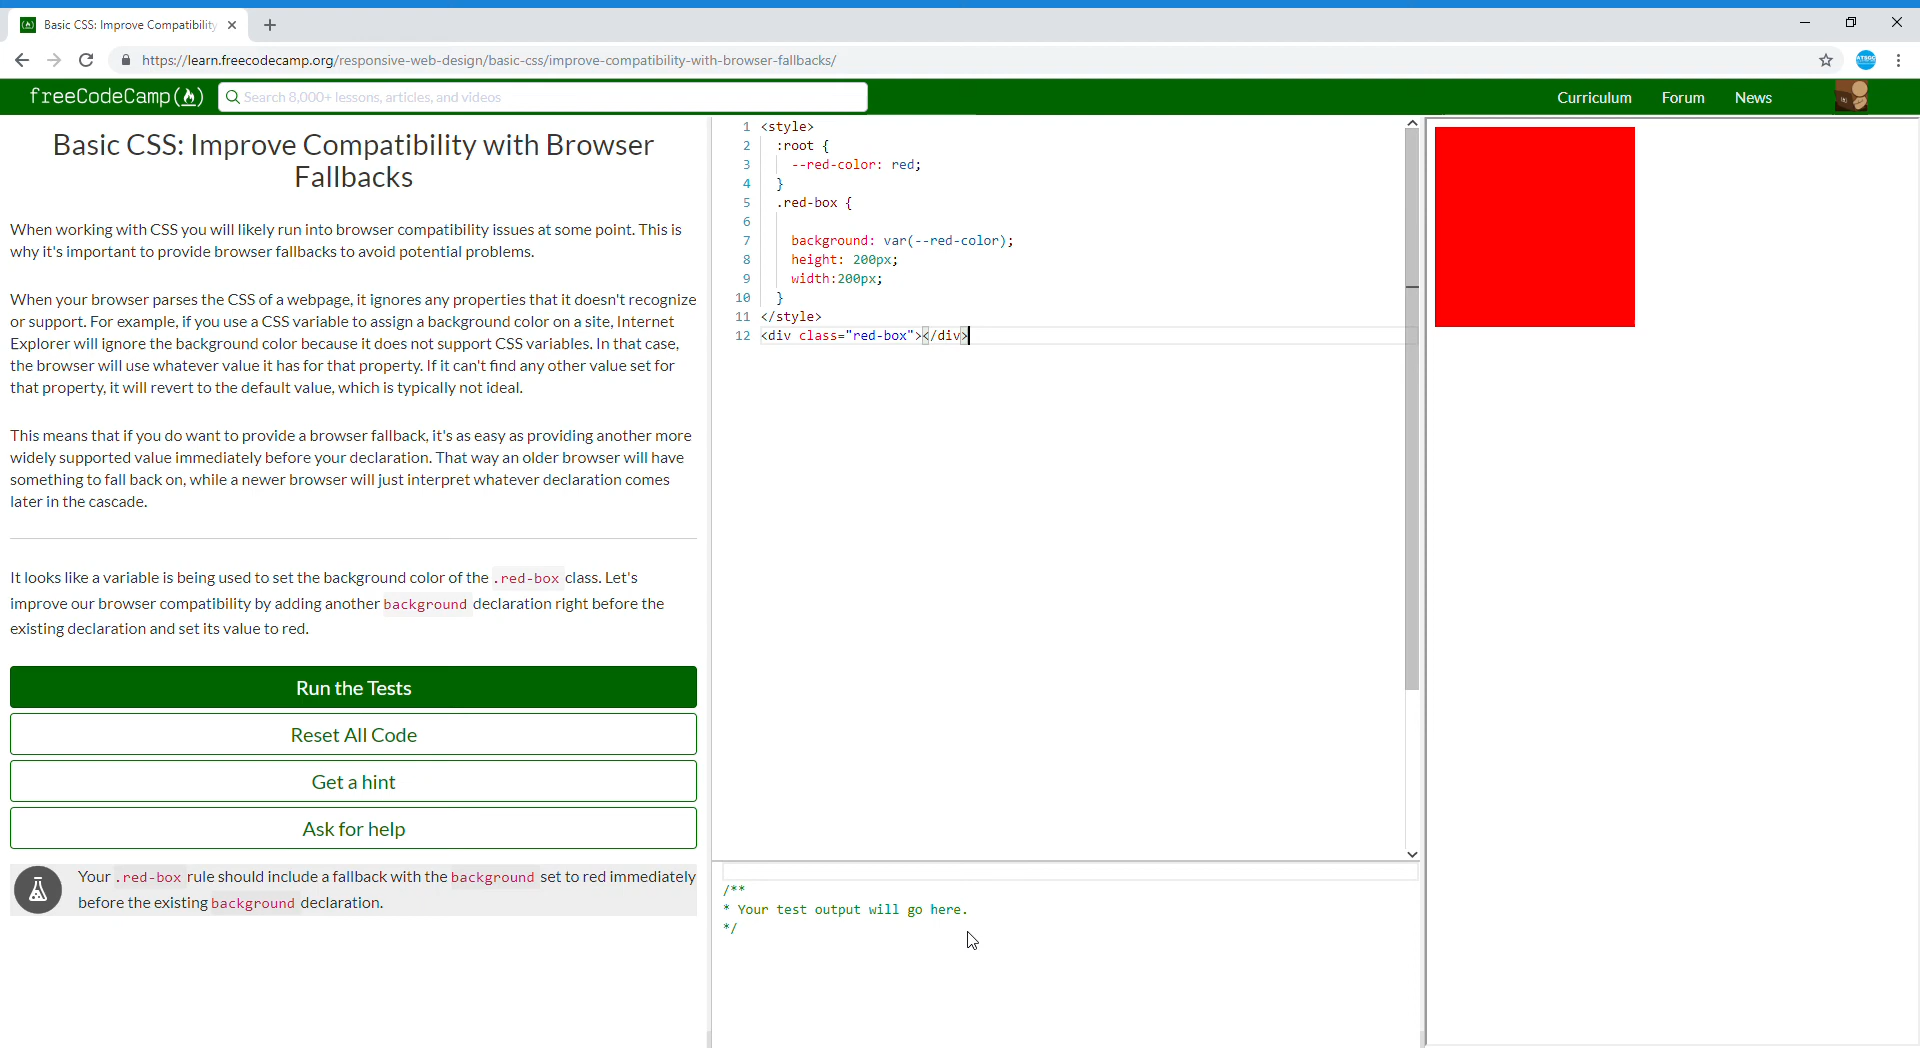 Basic CSS: Improve Compatibility
https://learn.freecodecamp.org/responsive-web-design/basic-css/improve-compatibility-with-browser-fallbacks/
freeCodeCamp
Search 8,000+ lessons, articles, and videos
Curriculum
Forum
News
Basic CSS: Improve Compatibility with Browser
Fallbacks
When working with CSS you will likely run into browser compatibility issues at some point. This is
why it's important to provide browser fallbacks to avoid potential problems.
When your browser parses the CSS of a webpage, it ignores any properties that it doesn't recognize
or support. For example, if you use a CSS variable to assign a background color on a site, Internet
Explorer will ignore the background color because it does not support CSS variables. In that case,
the browser will use whatever value it has for that property. If it can't find any other value set for
that property, it will revert to the default value, which is typically not ideal.
This means that if you do want to provide a browser fallback, it's as easy as providing another more
widely supported value immediately before your declaration. That way an older browser will have
something to fall back on, while a newer browser will just interpret whatever declaration comes
later in the cascade.
It looks like a variable is being used to set the background color of the .red-box class. Let's
improve our browser compatibility by adding another background declaration right before the
existing declaration and set its value to red.
Run the Tests
Reset All Code
Get a hint
Ask for help
Your .red-box rule should include a fallback with the background set to red immediately
before the existing background declaration.
1 <style>
2 :root {
3 --red-color: red;
4 }
5 .red-box {
6
7 background: var(--red-color);
8 height: 200px;
9 width:200px;
10 }
11 </style>
12 <div class="red-box"></div>
/**
* Your test output will go here.
*/